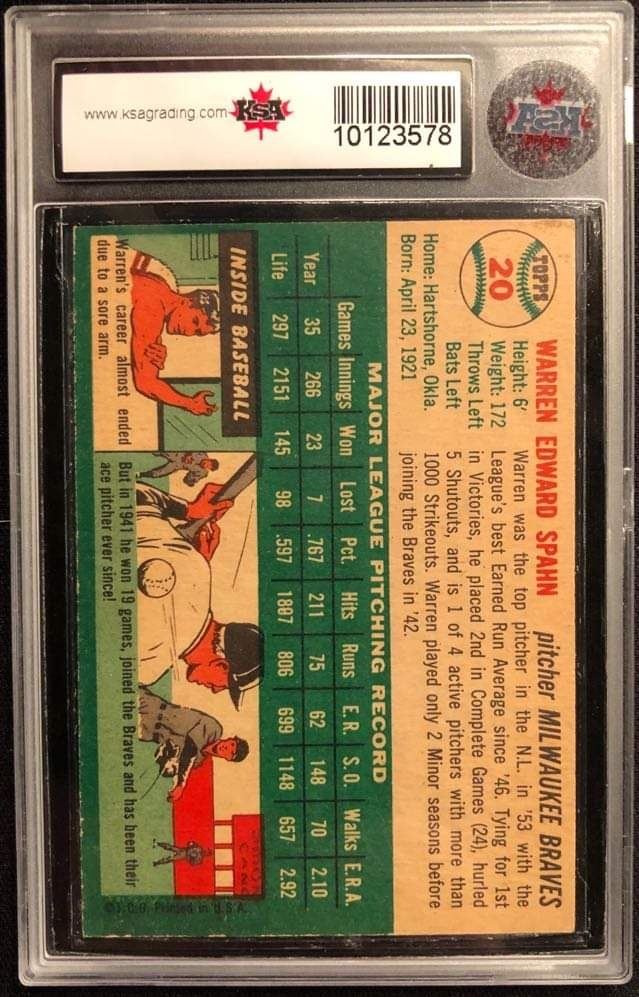 www.ksagrading.com
KSA
10123578
KSA
TOPPS
20
WARREN EDWARD SPAHN
pitcher MILWAUKEE BRAVES
Height: 6'
Weight: 172
Throws Left
Bats Left
Home: Hartshorne, Okla.
Born: April 23, 1921
Warren was the top pitcher in the N.L. in '53 with the
League's best Earned Run Average since '46. Tying for 1st
in Victories, he placed 2nd in Complete Games (24), hurled
5 Shutouts, and is 1 of 4 active pitchers with more than
1000 Strikeouts. Warren played only 2 Minor seasons before
joining the Braves in '42.
MAJOR LEAGUE PITCHING RECORD
Games Innings Won Lost Pct. Hits Runs E.R. S.O. Walks E.R.A.
Year 35 266 23 7 .767 211 75 62 148 70 2.10
Life 297 2151 145 98 .597 1897 806 699 1148 657 2.92
INSIDE BASEBALL
Warren's career almost ended
due to a sore arm.
But in 1941 he won 19 games, joined the Braves and has been their
ace pitcher ever since!
©T.C.G. Printed in U.S.A.